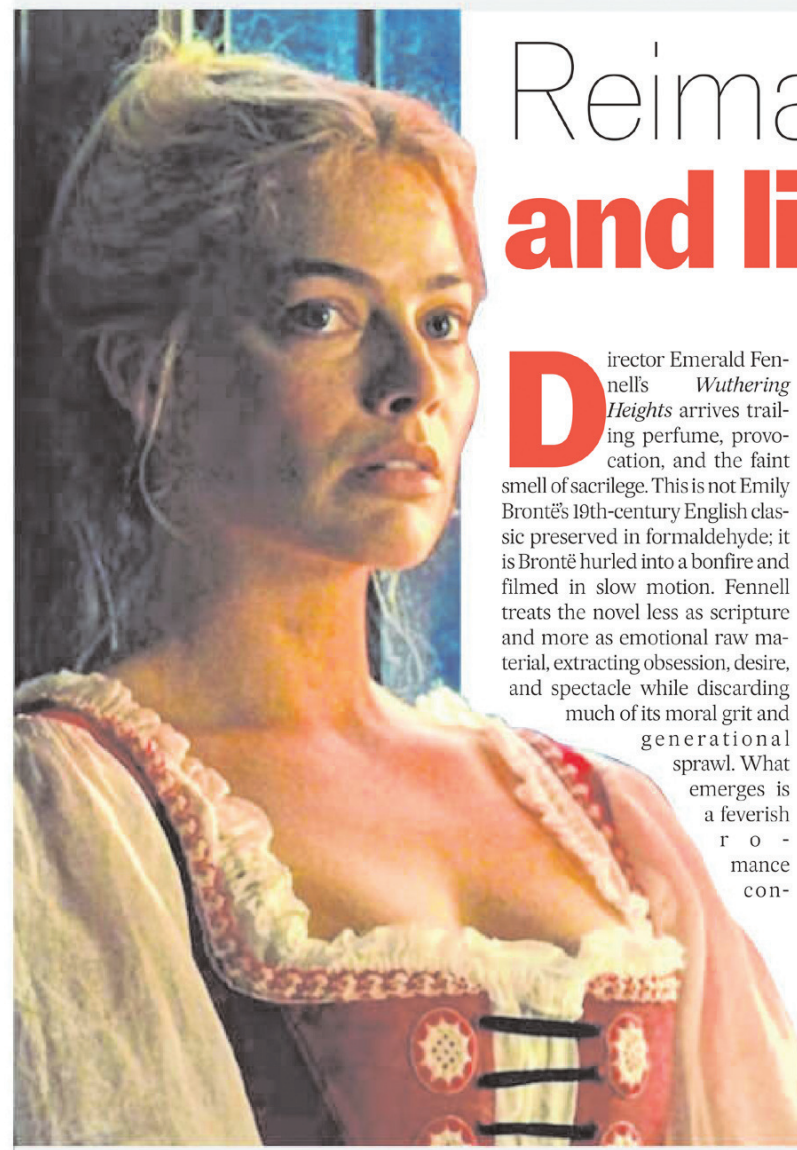 Reima
and li
Director Emerald Fen-
nell's Wuthering
Heights arrives trail-
ing perfume, provo-
cation, and the faint
smell of sacrilege. This is not Emily
Brontë's 19th-century English clas-
sic preserved in formaldehyde; it
is Brontë hurled into a bonfire and
filmed in slow motion. Fennell
treats the novel less as scripture
and more as emotional raw ma-
terial, extracting obsession, desire,
and spectacle while discarding
much of its moral grit and
generational
sprawl. What
emerges is
a feverish
ro-
mance
con-